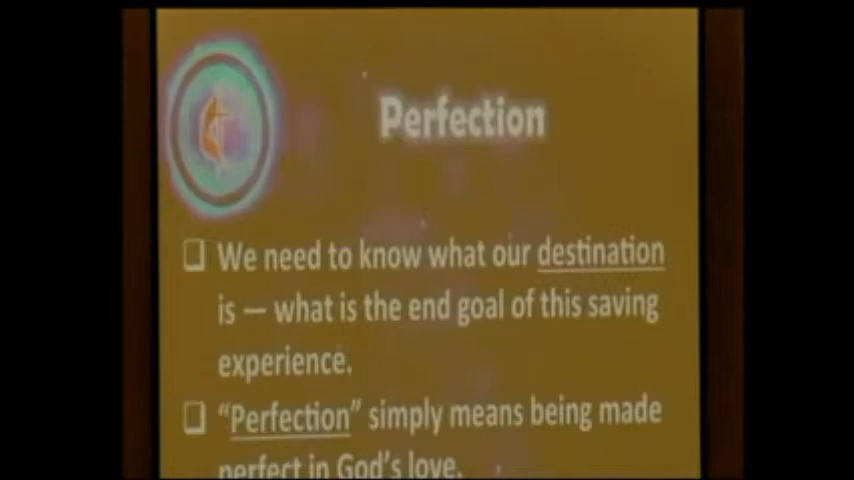 Perfection
❑ We need to know what our destination
is — what is the end goal of this saving
experience.
❑ “Perfection” simply means being made
perfect in God’s love.